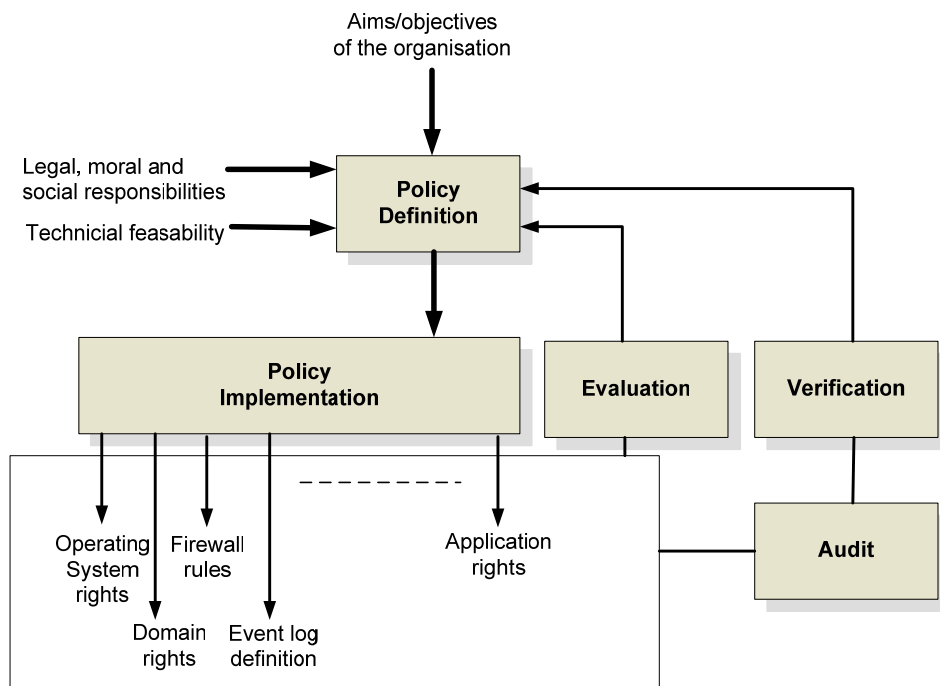 Aims/objectives
of the organisation
Legal, moral and
social responsibilities
Technicial feasability
Policy
Definition
Policy
Implementation
Evaluation
Verification
Operating
System
rights
Firewall
rules
Application
rights
Audit
Domain
rights
Event log
definition